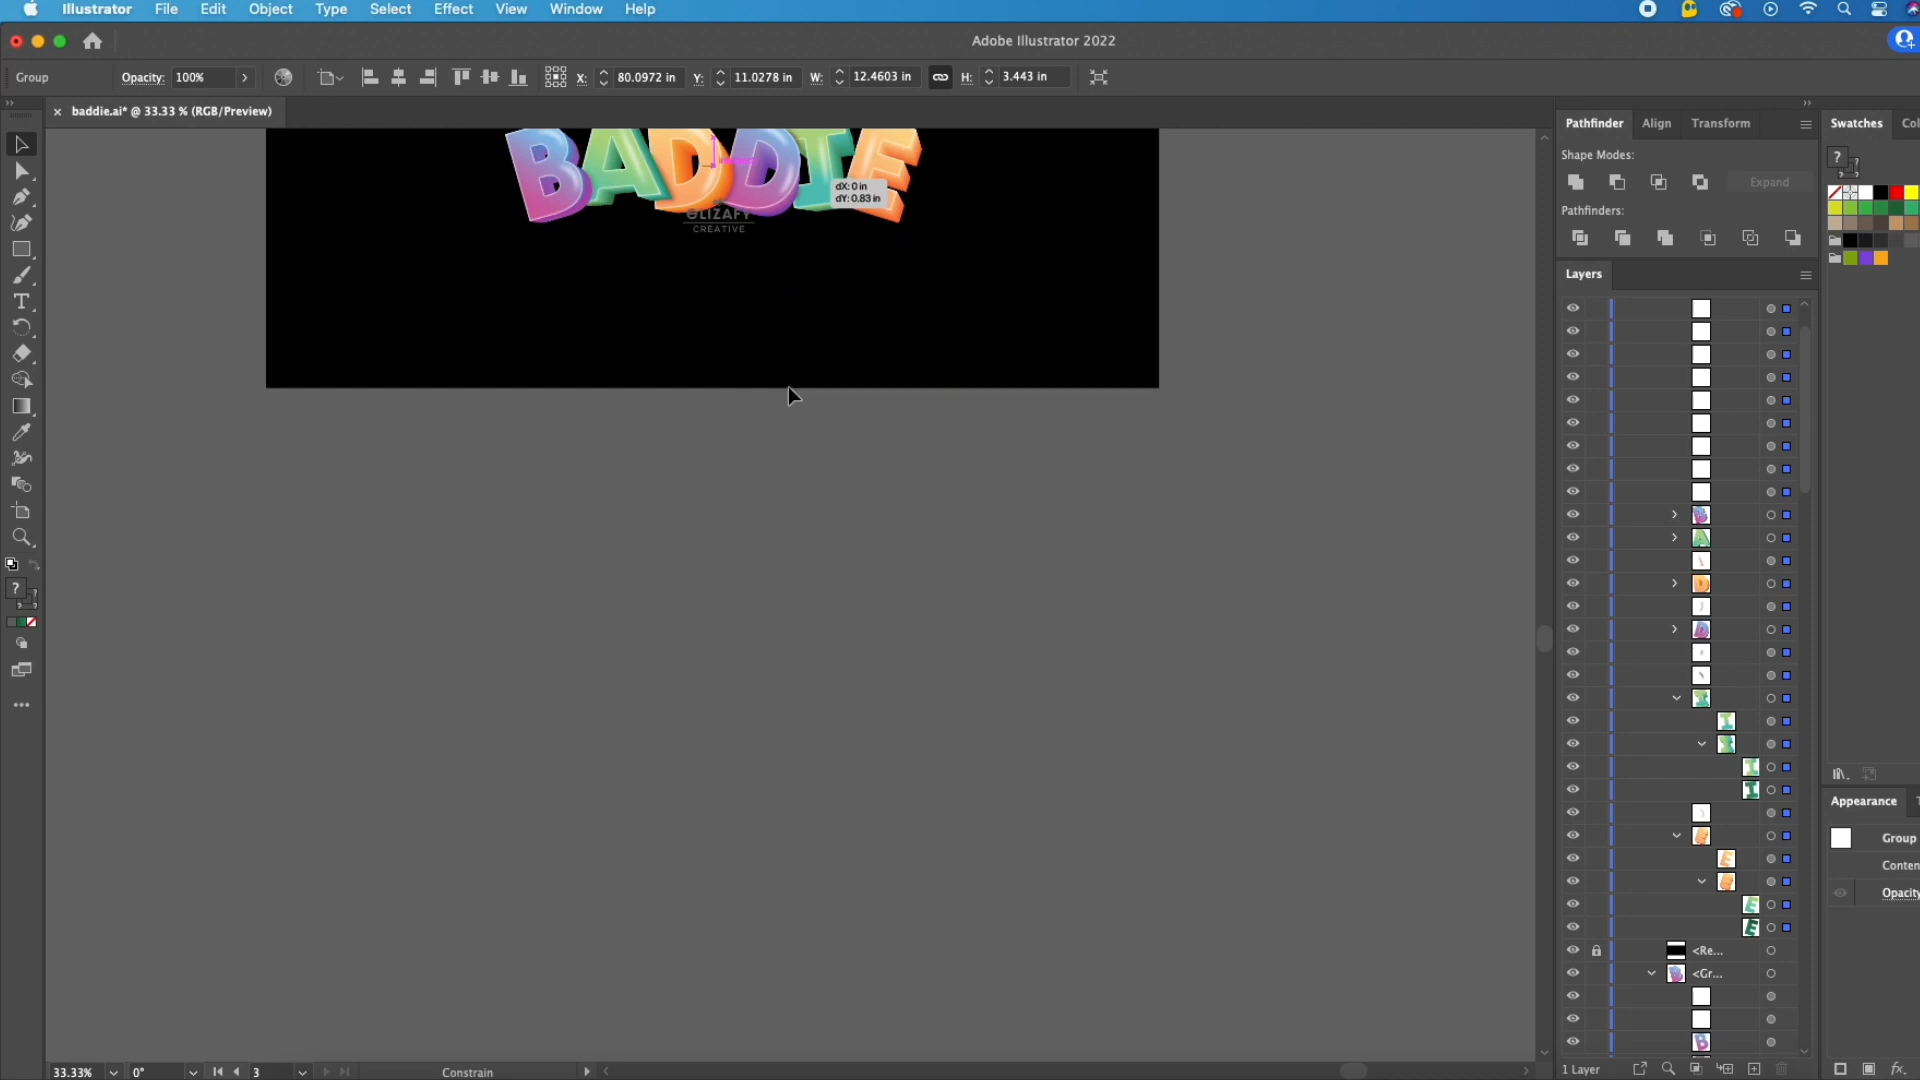 Illustrator File Edit Object Type Select Effect View Window Help
Adobe Illustrator 2022
Group Opacity: 100% X: 80.0972 in Y: 11.0278 in W: 12.4603 in H: 3.443 in
× baddie.ai* @ 33.33 % (RGB/Preview)
Pathfinder Align Transform
Swatches Col
Shape Modes:
Expand
Pathfinders:
BADDIE
dX: 0 in
dY: 0.83 in
GLIZAFY
CREATIVE
Layers
<Re...
<Gr...
Appearance
Group
Conten
Opacity
1 Layer
33.33% 0° 3 Constrain